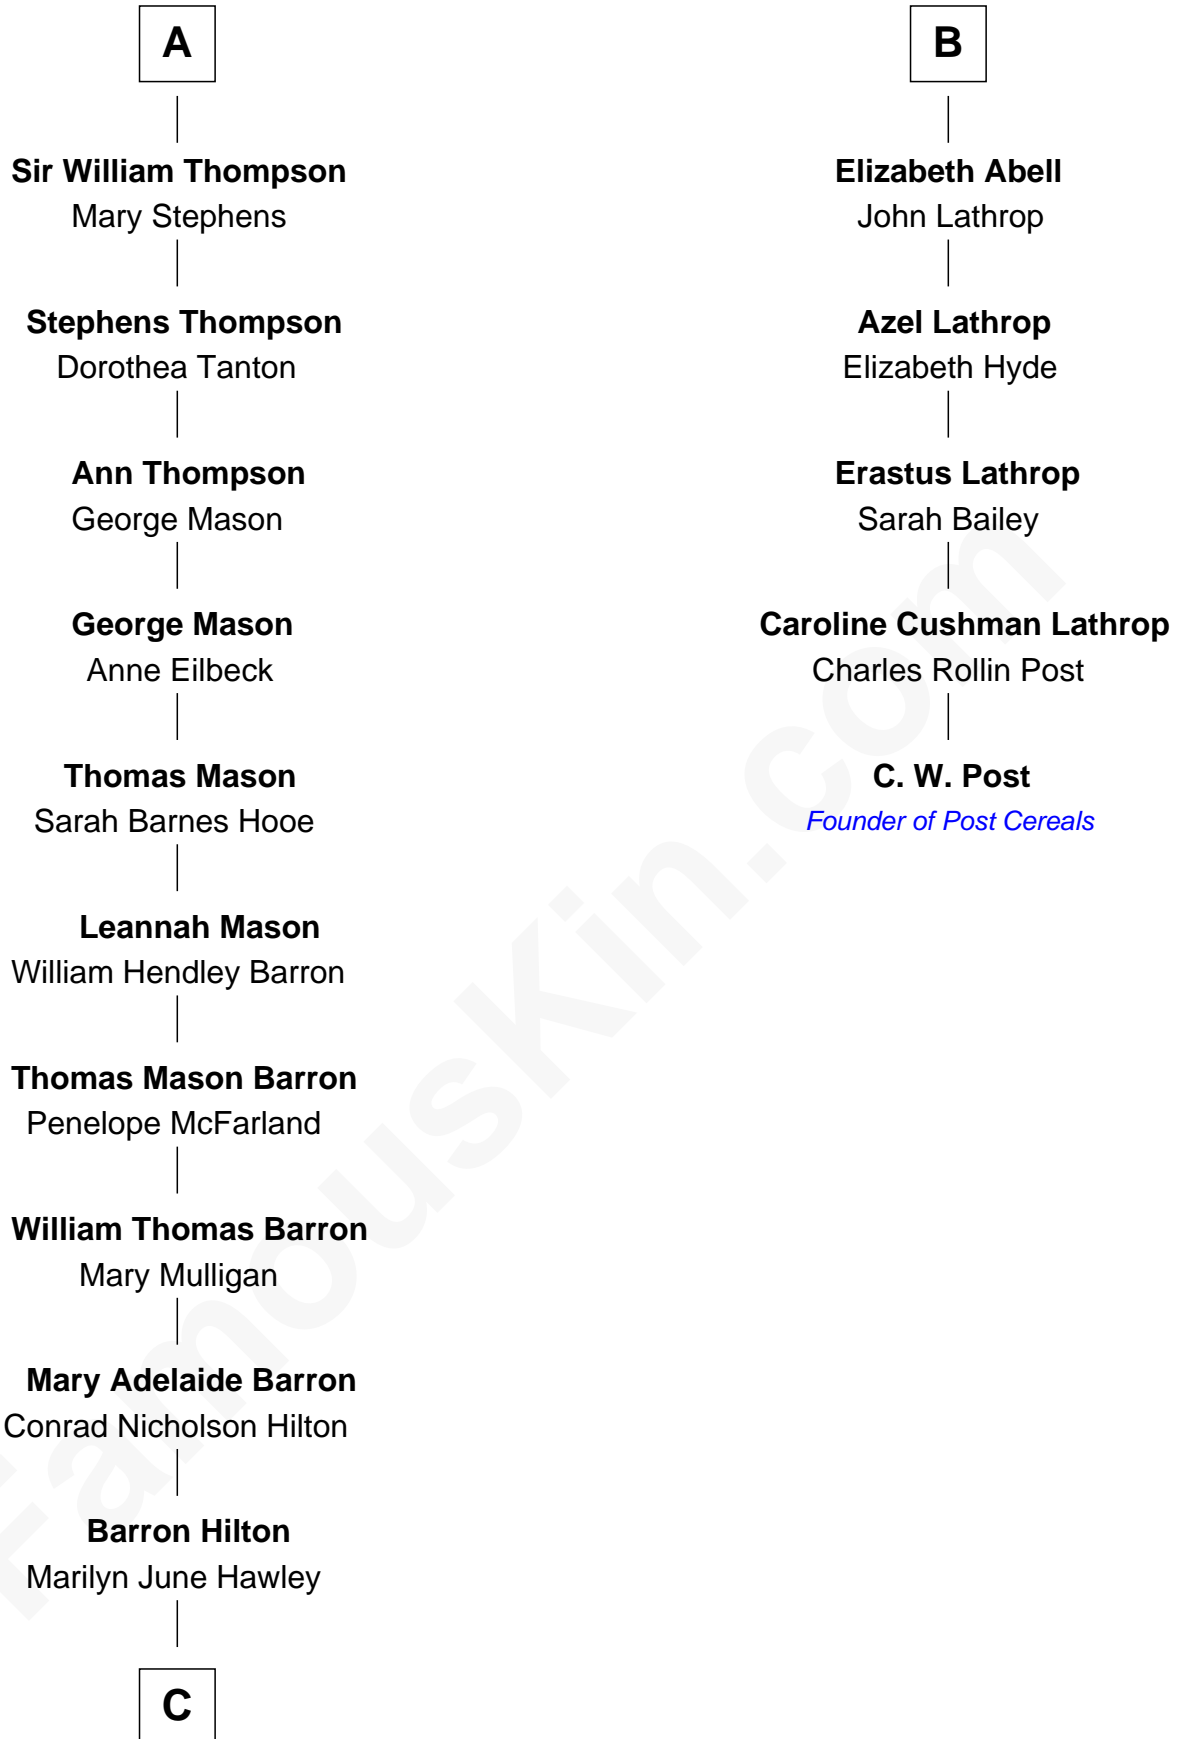 A
Sir William Thompson
Mary Stephens
Stephens Thompson
Dorothea Tanton
Ann Thompson
George Mason
George Mason
Anne Eilbeck
Thomas Mason
Sarah Barnes Hooe
Leannah Mason
William Hendley Barron
Thomas Mason Barron
Penelope McFarland
William Thomas Barron
Mary Mulligan
Mary Adelaide Barron
Conrad Nicholson Hilton
Barron Hilton
Marilyn June Hawley
C
B
Elizabeth Abell
John Lathrop
Azel Lathrop
Elizabeth Hyde
Erastus Lathrop
Sarah Bailey
Caroline Cushman Lathrop
Charles Rollin Post
C. W. Post
Founder of Post Cereals
FamousKin.com